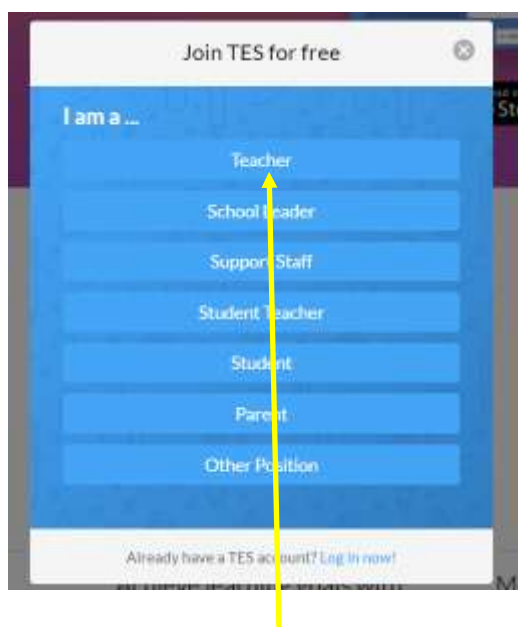 Join TES for free
I am a ...
Teacher
School Leader
Support Staff
Student Teacher
Student
Parent
Other Position
Already have a TES account? Log in now!